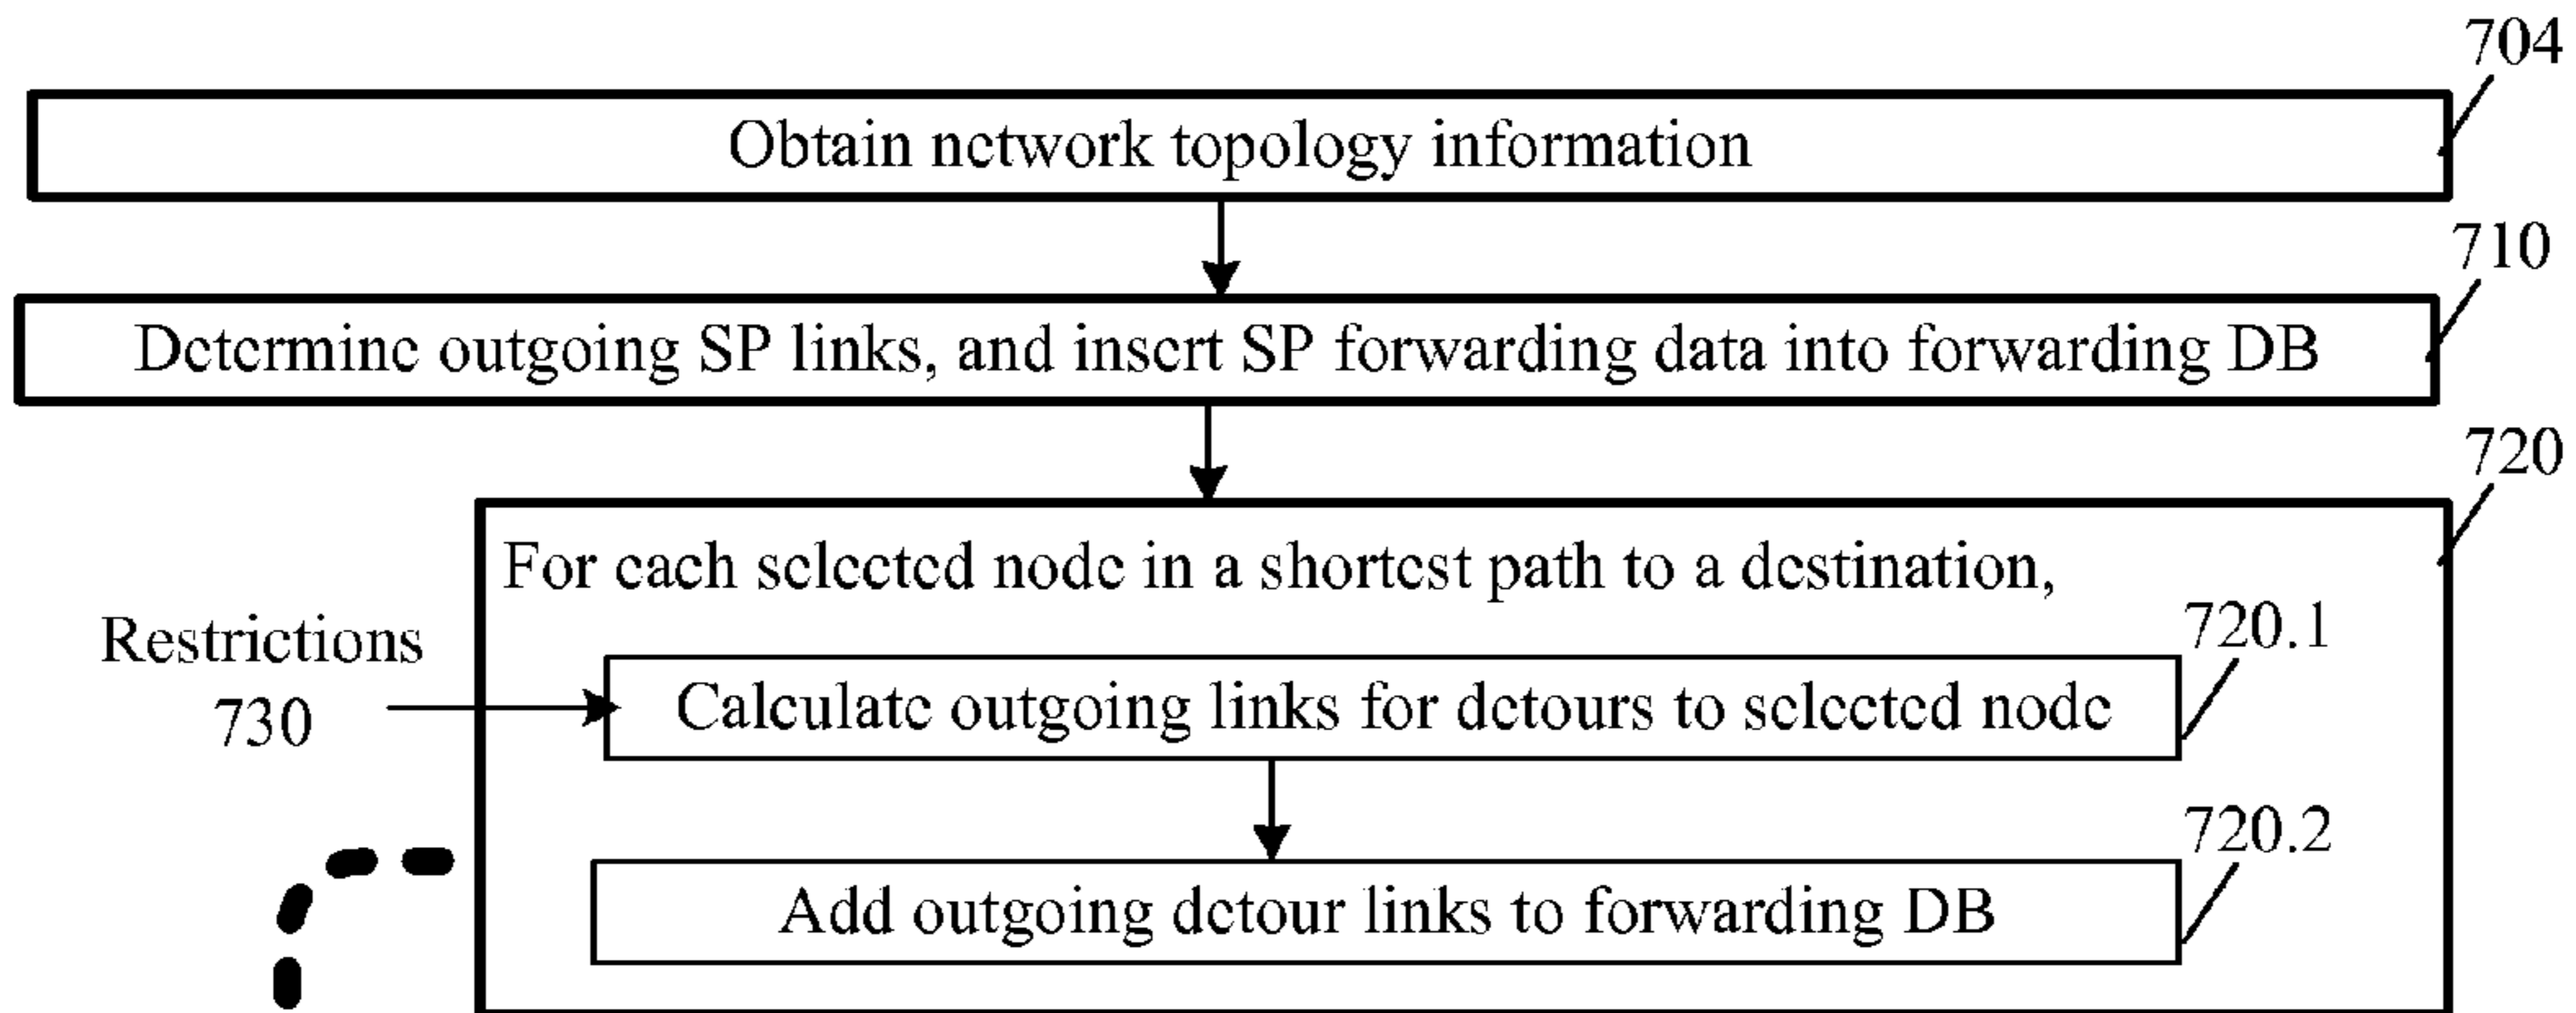 704
Obtain network topology information
710
Determine outgoing SP links, and insert SP forwarding data into forwarding DB
720
For each selected node in a shortest path to a destination,
720.1
Restrictions
730
Calculate outgoing links for detours to selected node
720.2
Add outgoing detour links to forwarding DB